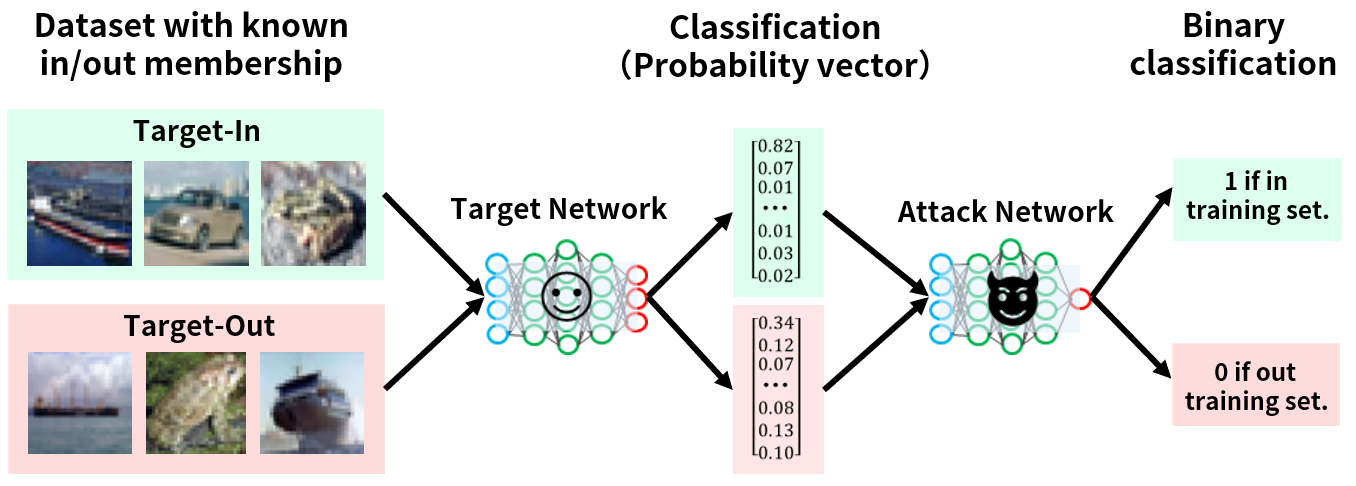 Dataset with known
in/out membership
Classification
（Probability vector）
Binary
classification
Target-In
Target-Out
Target Network
0.82
0.07
0.01
...
0.01
0.03
0.02
0.34
0.12
0.07
...
0.08
0.13
0.10
Attack Network
1 if in
training set.
0 if out
training set.